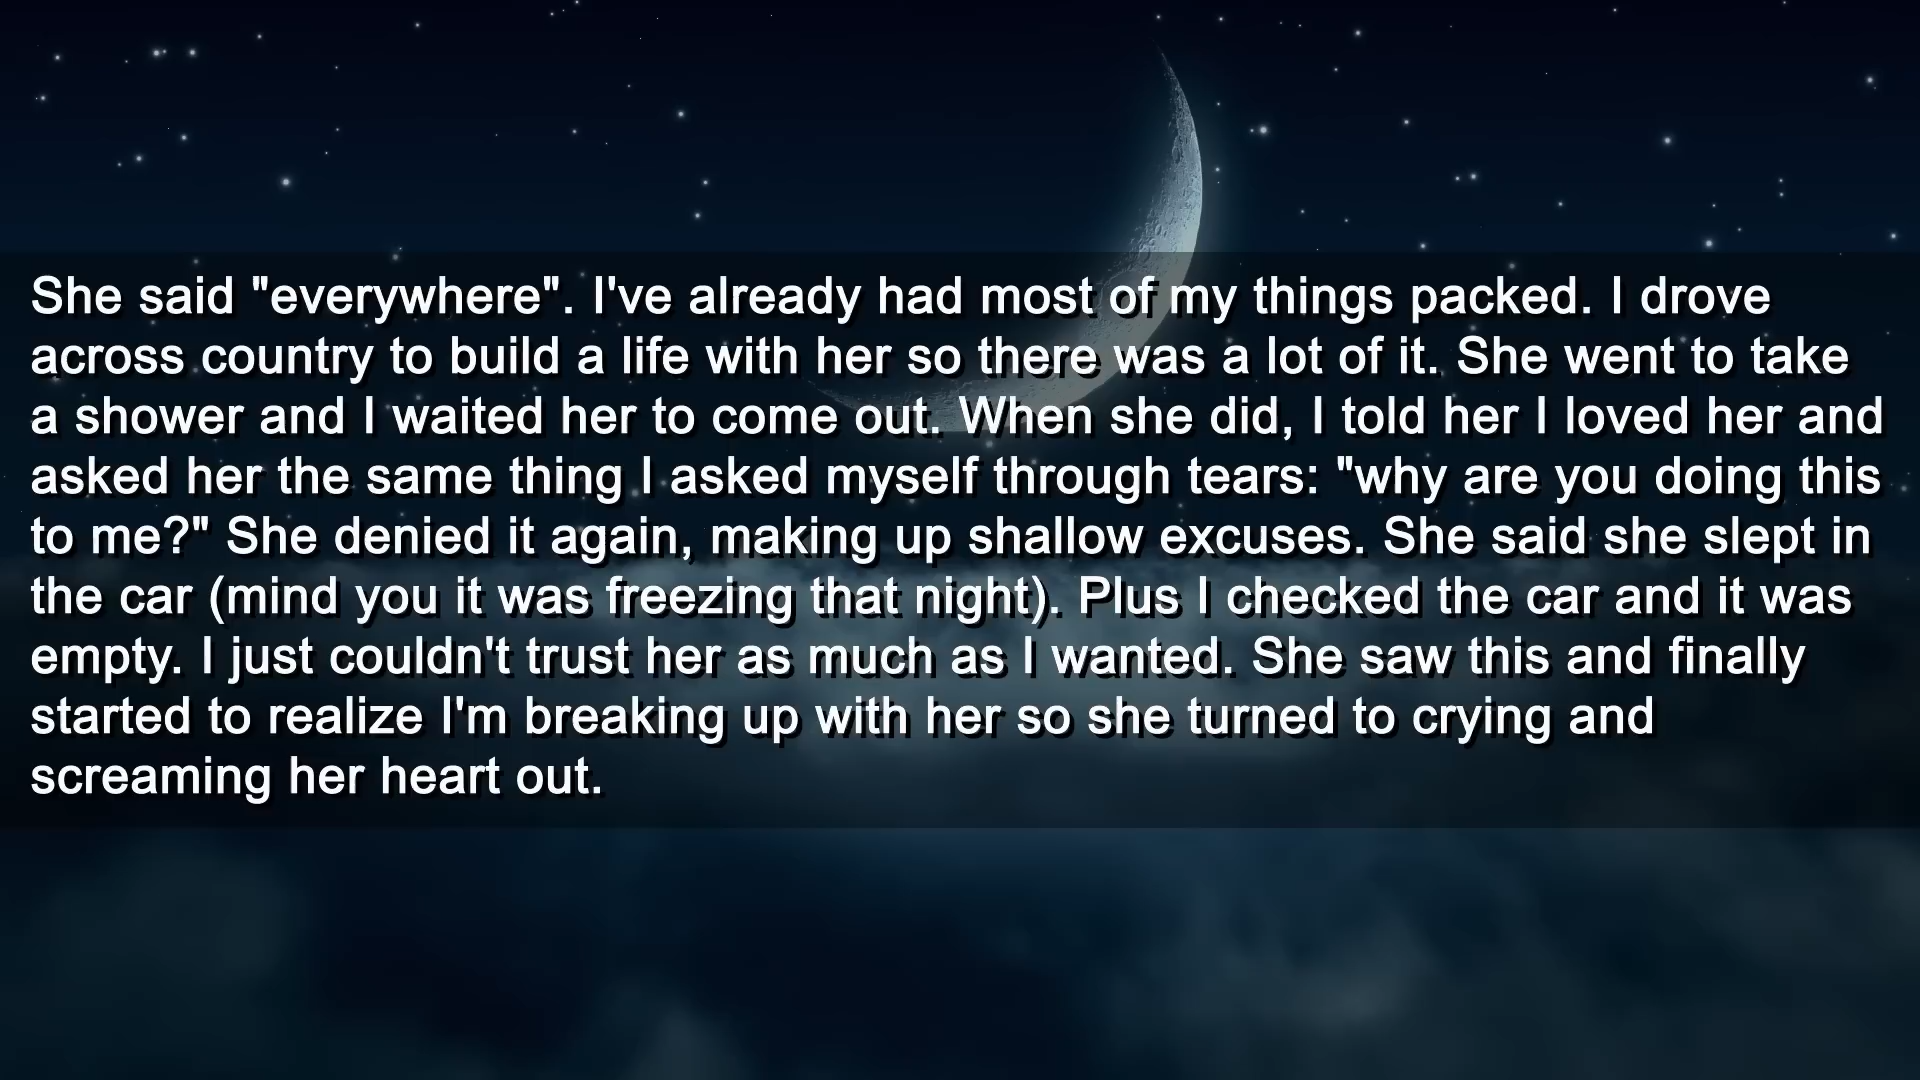 She said "everywhere". I've already had most of my things packed. I drove
across country to build a life with her so there was a lot of it. She went to take
a shower and I waited her to come out. When she did, I told her I loved her and
asked her the same thing I asked myself through tears: "why are you doing this
to me?" She denied it again, making up shallow excuses. She said she slept in
the car (mind you it was freezing that night). Plus I checked the car and it was
empty. I just couldn't trust her as much as I wanted. She saw this and finally
started to realize I'm breaking up with her so she turned to crying and
screaming her heart out.